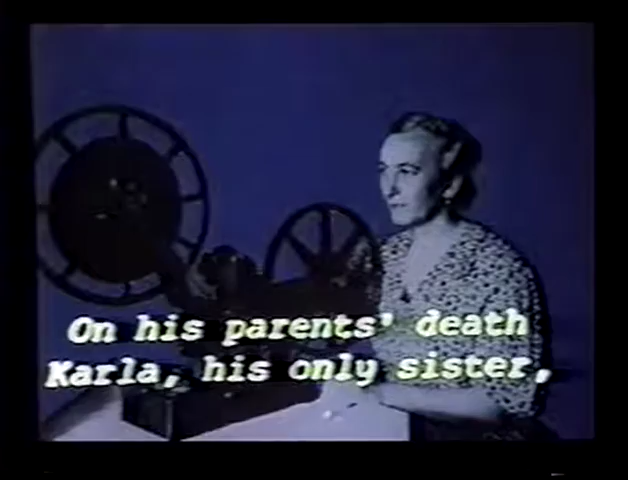 On his parents' death
Karla, his only sister,